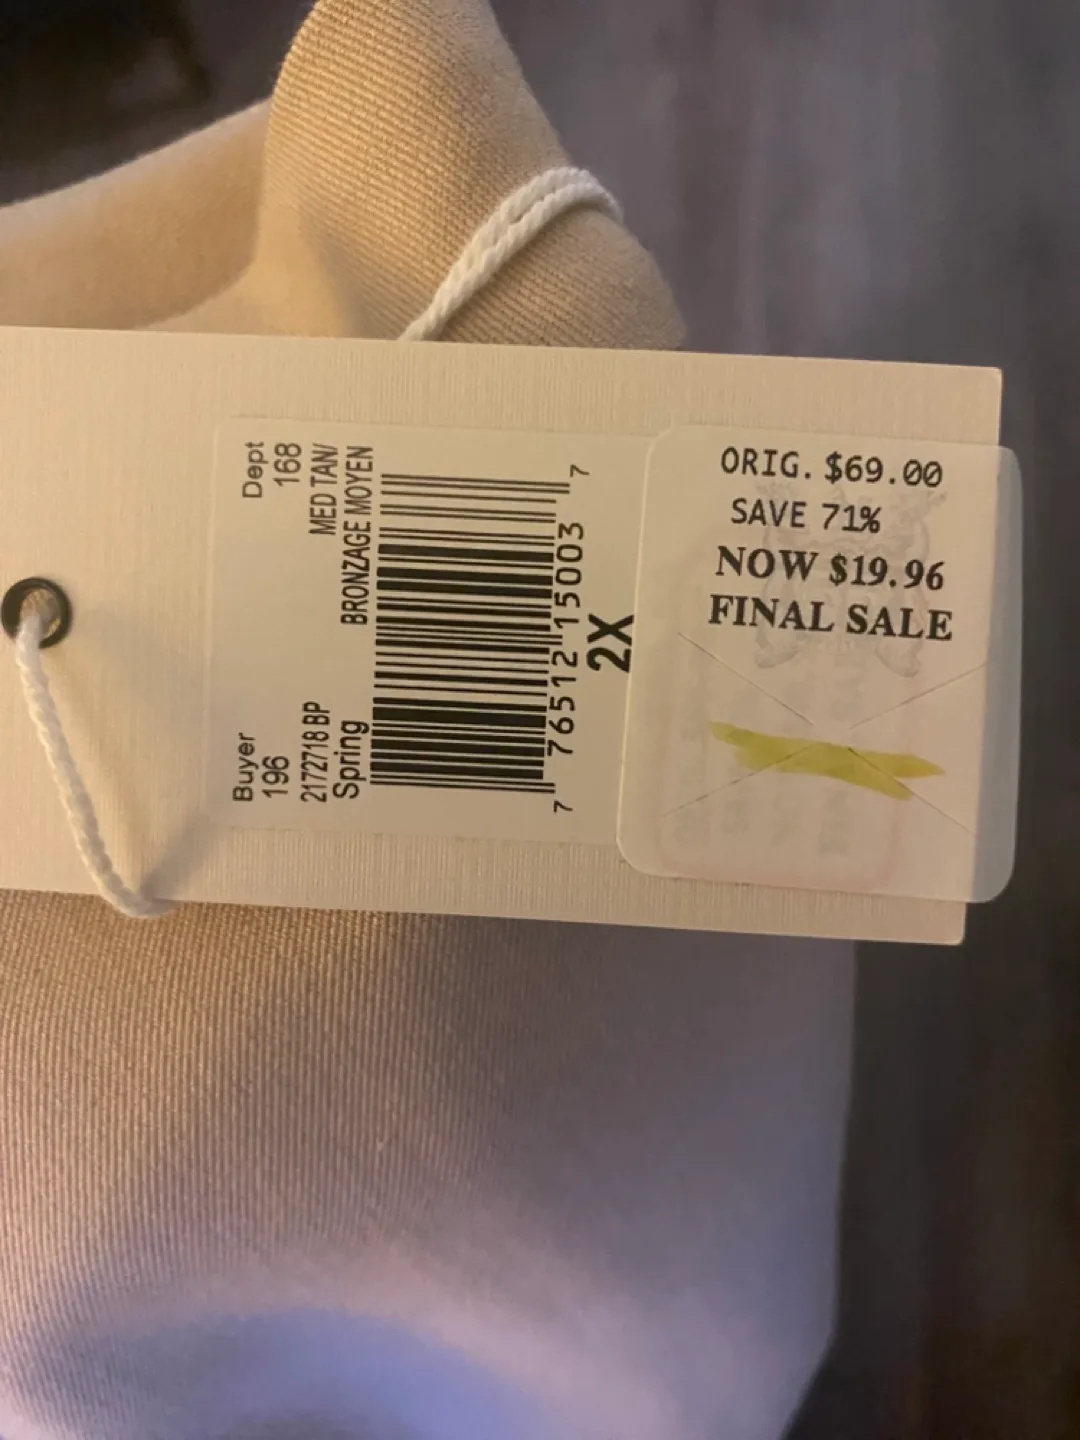 Buyer
196
Dept
168
2172718 BP
MED TAN/
Spring
BRONZAGE MOYEN
7 76512 15003 7
2X
ORIG. $69.00
SAVE 71%
NOW $19.96
FINAL SALE